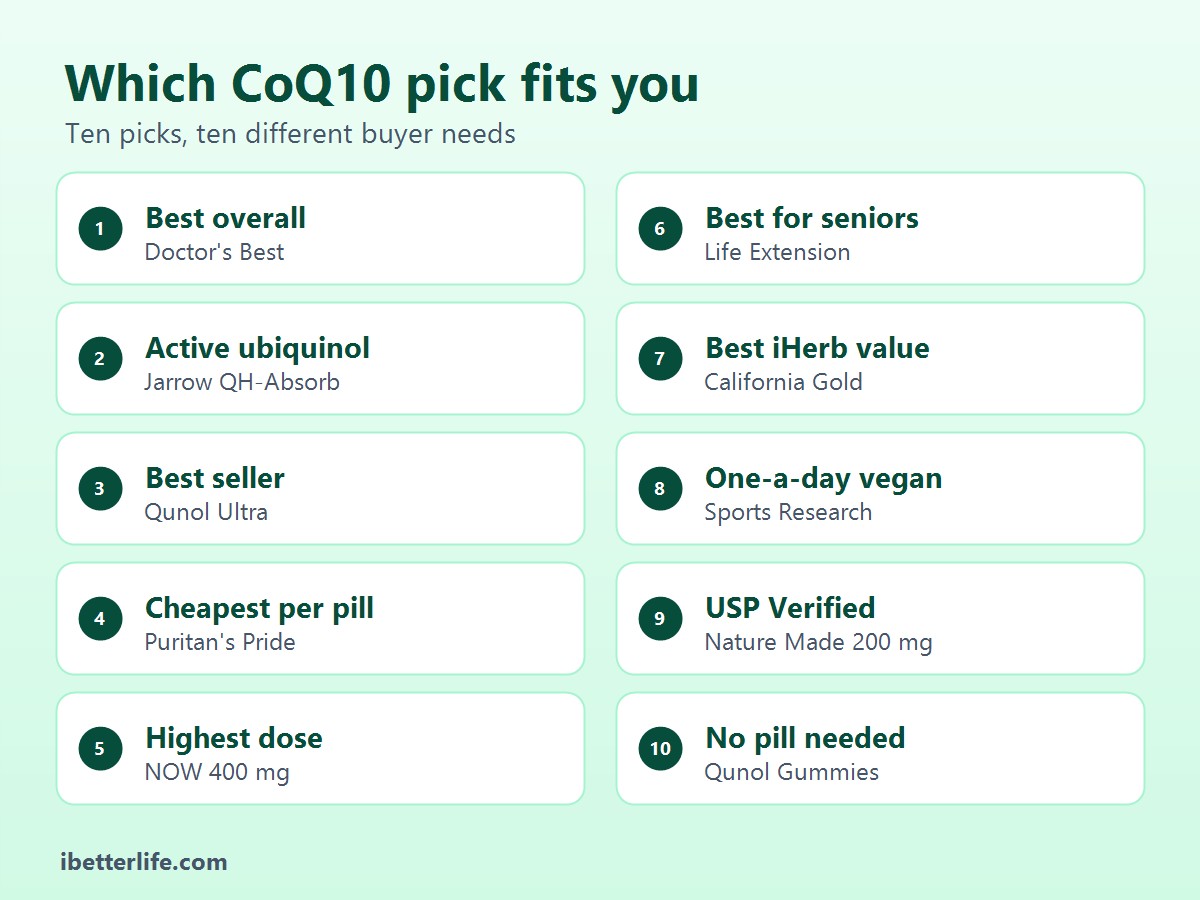 Which CoQ10 pick fits you
Ten picks, ten different buyer needs
1
Best overall
Doctor's Best
2
Active ubiquinol
Jarrow QH-Absorb
3
Best seller
Qunol Ultra
4
Cheapest per pill
Puritan's Pride
5
Highest dose
NOW 400 mg
6
Best for seniors
Life Extension
7
Best iHerb value
California Gold
8
One-a-day vegan
Sports Research
9
USP Verified
Nature Made 200 mg
10
No pill needed
Qunol Gummies
ibetterlife.com